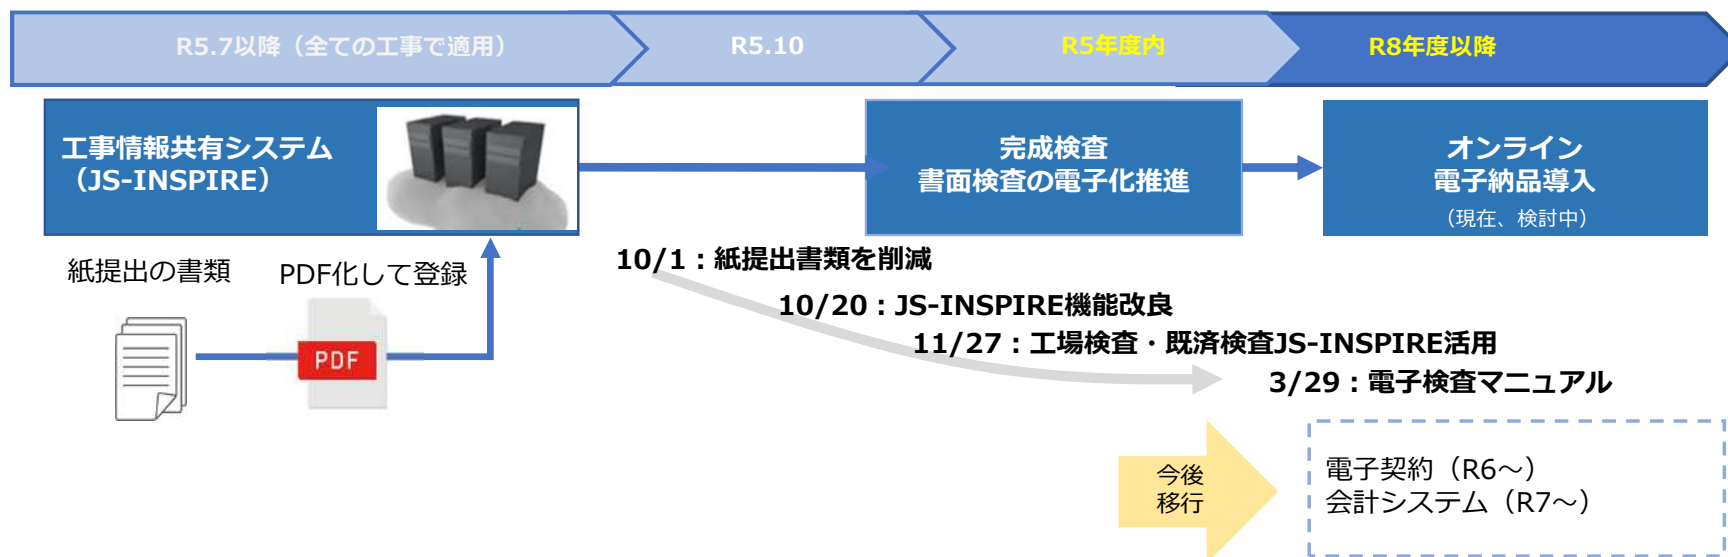 R5.7以降（全ての工事で適用）
R5.10
R5年度内
R8年度以降
工事情報共有システム
（JS-INSPIRE）
完成検査
書面検査の電子化推進
オンライン
電子納品導入
（現在、検討中）
紙提出の書類
PDF化して登録
PDF
10/1：紙提出書類を削減
10/20：JS-INSPIRE機能改良
11/27：工場検査・既済検査JS-INSPIRE活用
3/29：電子検査マニュアル
今後
移行
電子契約（R6～）
会計システム（R7～）